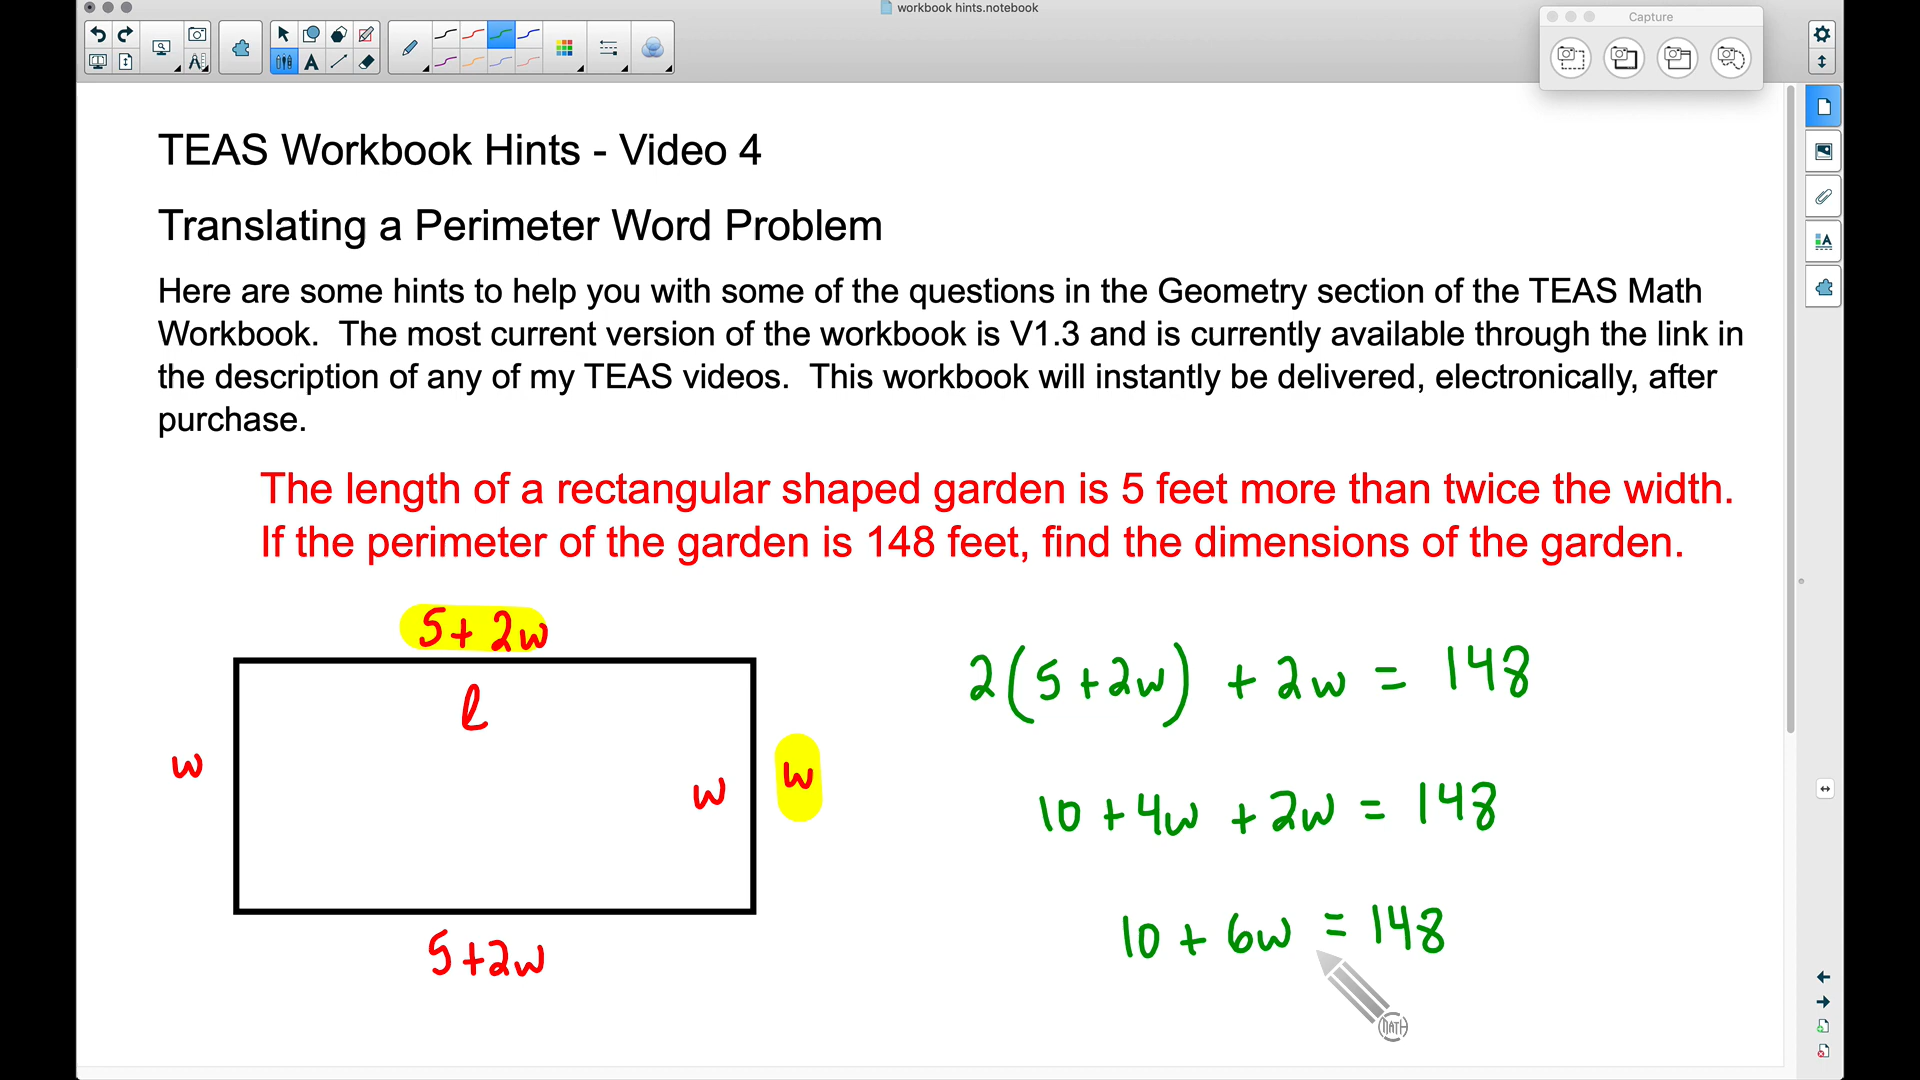 workbook hints.notebook
Capture
TEAS Workbook Hints - Video 4
Translating a Perimeter Word Problem
Here are some hints to help you with some of the questions in the Geometry section of the TEAS Math
Workbook.  The most current version of the workbook is V1.3 and is currently available through the link in
the description of any of my TEAS videos.  This workbook will instantly be delivered, electronically, after
purchase.
The length of a rectangular shaped garden is 5 feet more than twice the width.
If the perimeter of the garden is 148 feet, find the dimensions of the garden.
5 + 2w
l
w
w
w
5 + 2w
2(5 + 2w) + 2w = 148
10 + 4w + 2w = 148
10 + 6w = 148
MATH